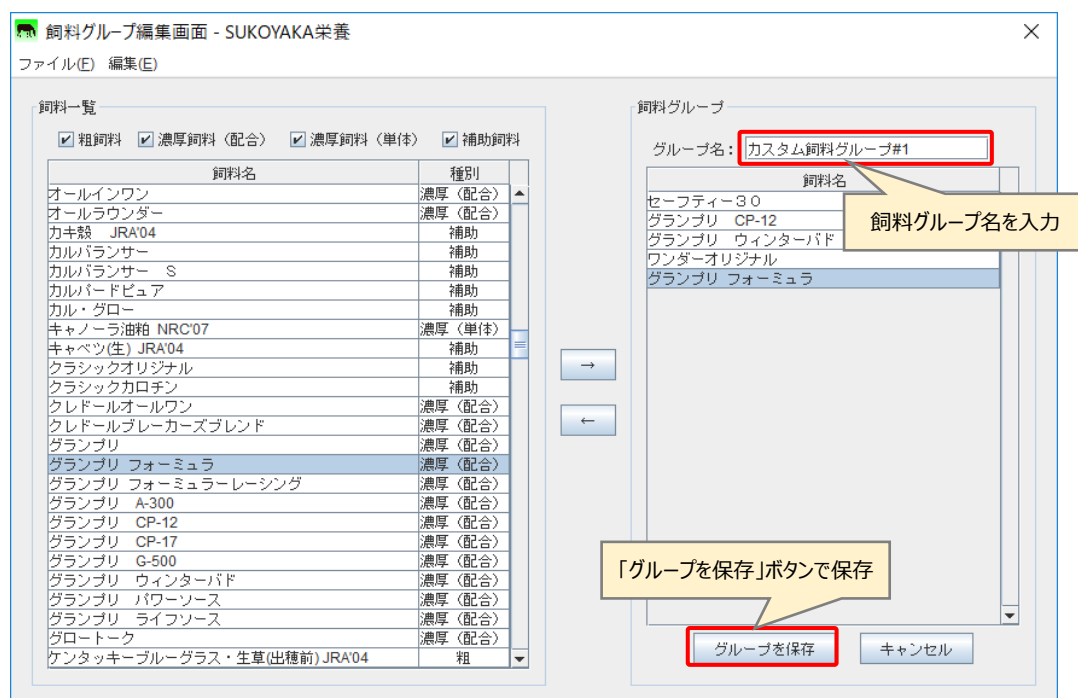 飼料グループ編集画面 - SUKOYAKA栄養
ファイル(F) 編集(E)
飼料一覧
粗飼料 濃厚飼料（配合） 濃厚飼料（単体） 補助飼料
飼料名 種別
オールインワン 濃厚（配合）
オールラウンダー 濃厚（配合）
カキ殻 JRA'04 補助
カルバランサー 補助
カルバランサー S 補助
カルバードピュア 補助
カル・グロー 補助
キャノーラ油粕 NRC'07 濃厚（単体）
キャベツ(生) JRA'04 補助
クラシックオリジナル 補助
クラシックカロチン 補助
クレドールオールワン 濃厚（配合）
クレドールブレーカーズブレンド 濃厚（配合）
グランプリ 濃厚（配合）
グランプリ フォーミュラ 濃厚（配合）
グランプリ フォーミュラーレーシング 濃厚（配合）
グランプリ A-300 濃厚（配合）
グランプリ CP-12 濃厚（配合）
グランプリ CP-17 濃厚（配合）
グランプリ G-500 濃厚（配合）
グランプリ ウィンターバド 濃厚（配合）
グランプリ パワーソース 濃厚（配合）
グランプリ ライフソース 濃厚（配合）
グロートーク 濃厚（配合）
ケンタッキーブルーグラス・生草(出穂前) JRA'04 粗
→
←
飼料グループ
グループ名： カスタム飼料グループ#1
飼料名
セーフティー３０
グランプリ CP-12
グランプリ ウィンターバド
ワンダーオリジナル
グランプリ フォーミュラ
飼料グループ名を入力
「グループを保存」ボタンで保存
グループを保存 キャンセル